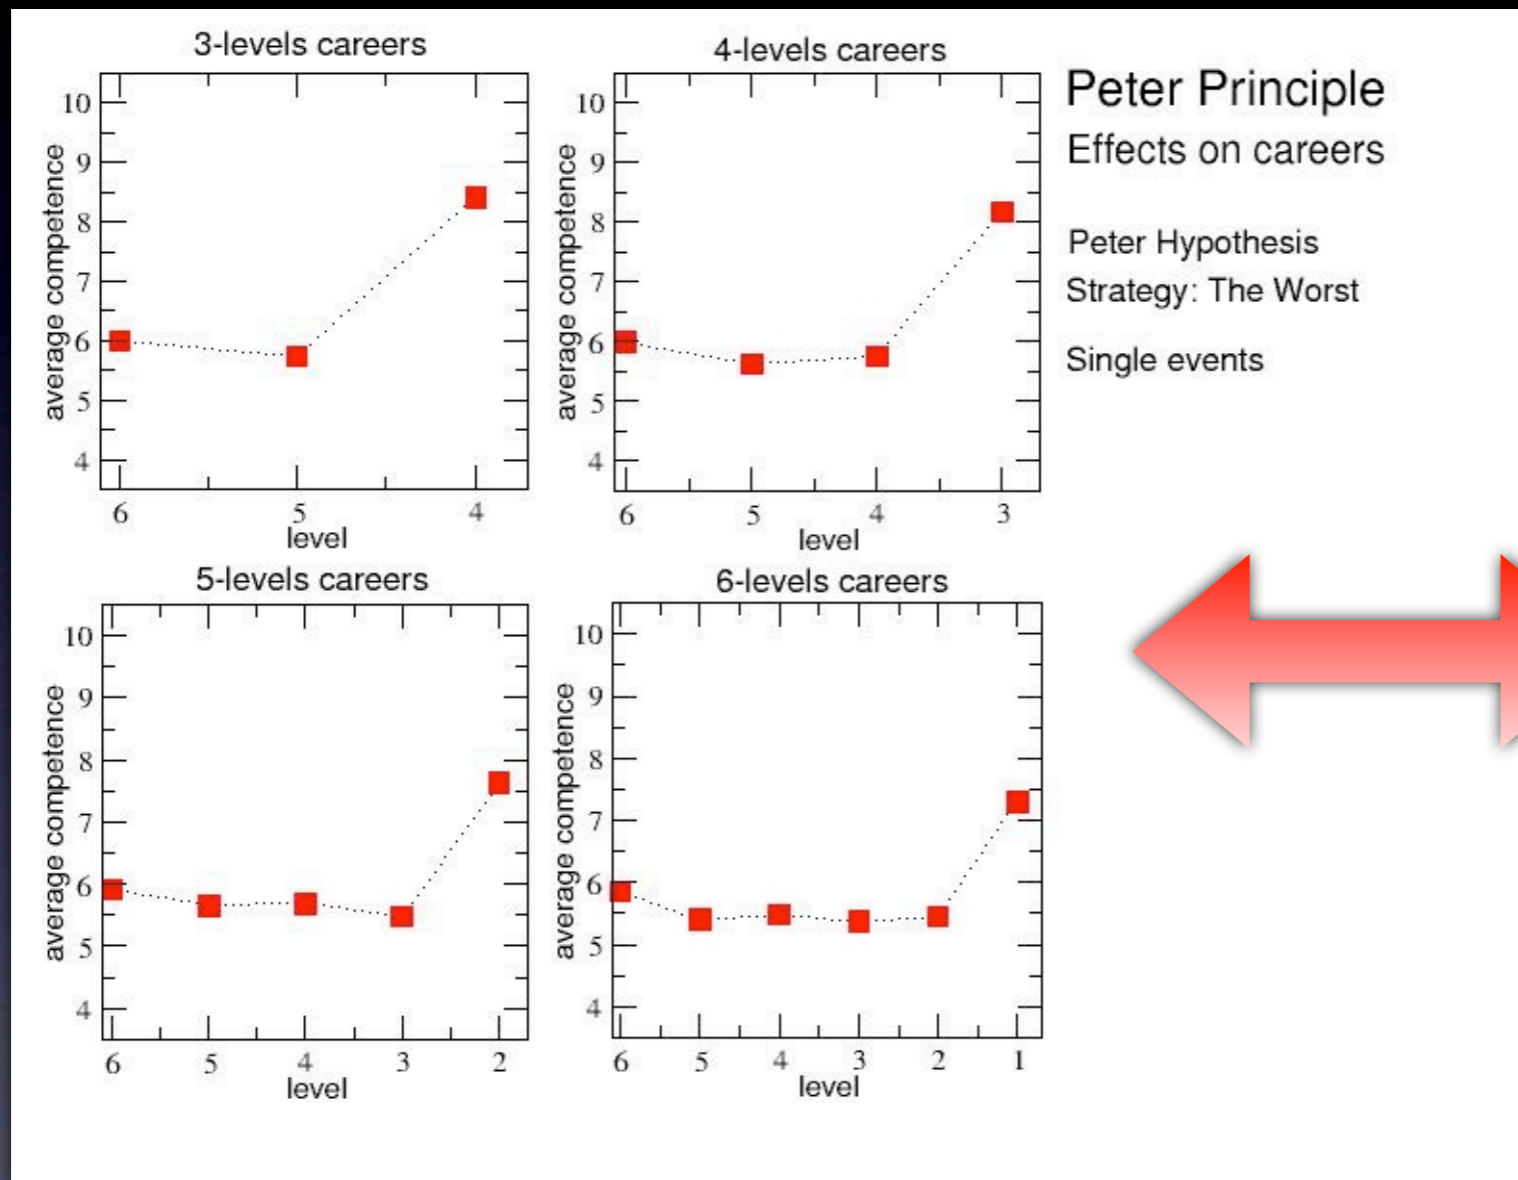 3-levels careers
10
9
8
7
6
5
4
average competence
6 5 4
level
4-levels careers
10
9
8
7
6
5
4
average competence
6 5 4 3
level
Peter Principle
Effects on careers
Peter Hypothesis
Strategy: The Worst
Single events
5-levels careers
10
9
8
7
6
5
4
average competence
6 5 4 3 2
level
6-levels careers
10
9
8
7
6
5
4
average competence
6 5 4 3 2 1
level